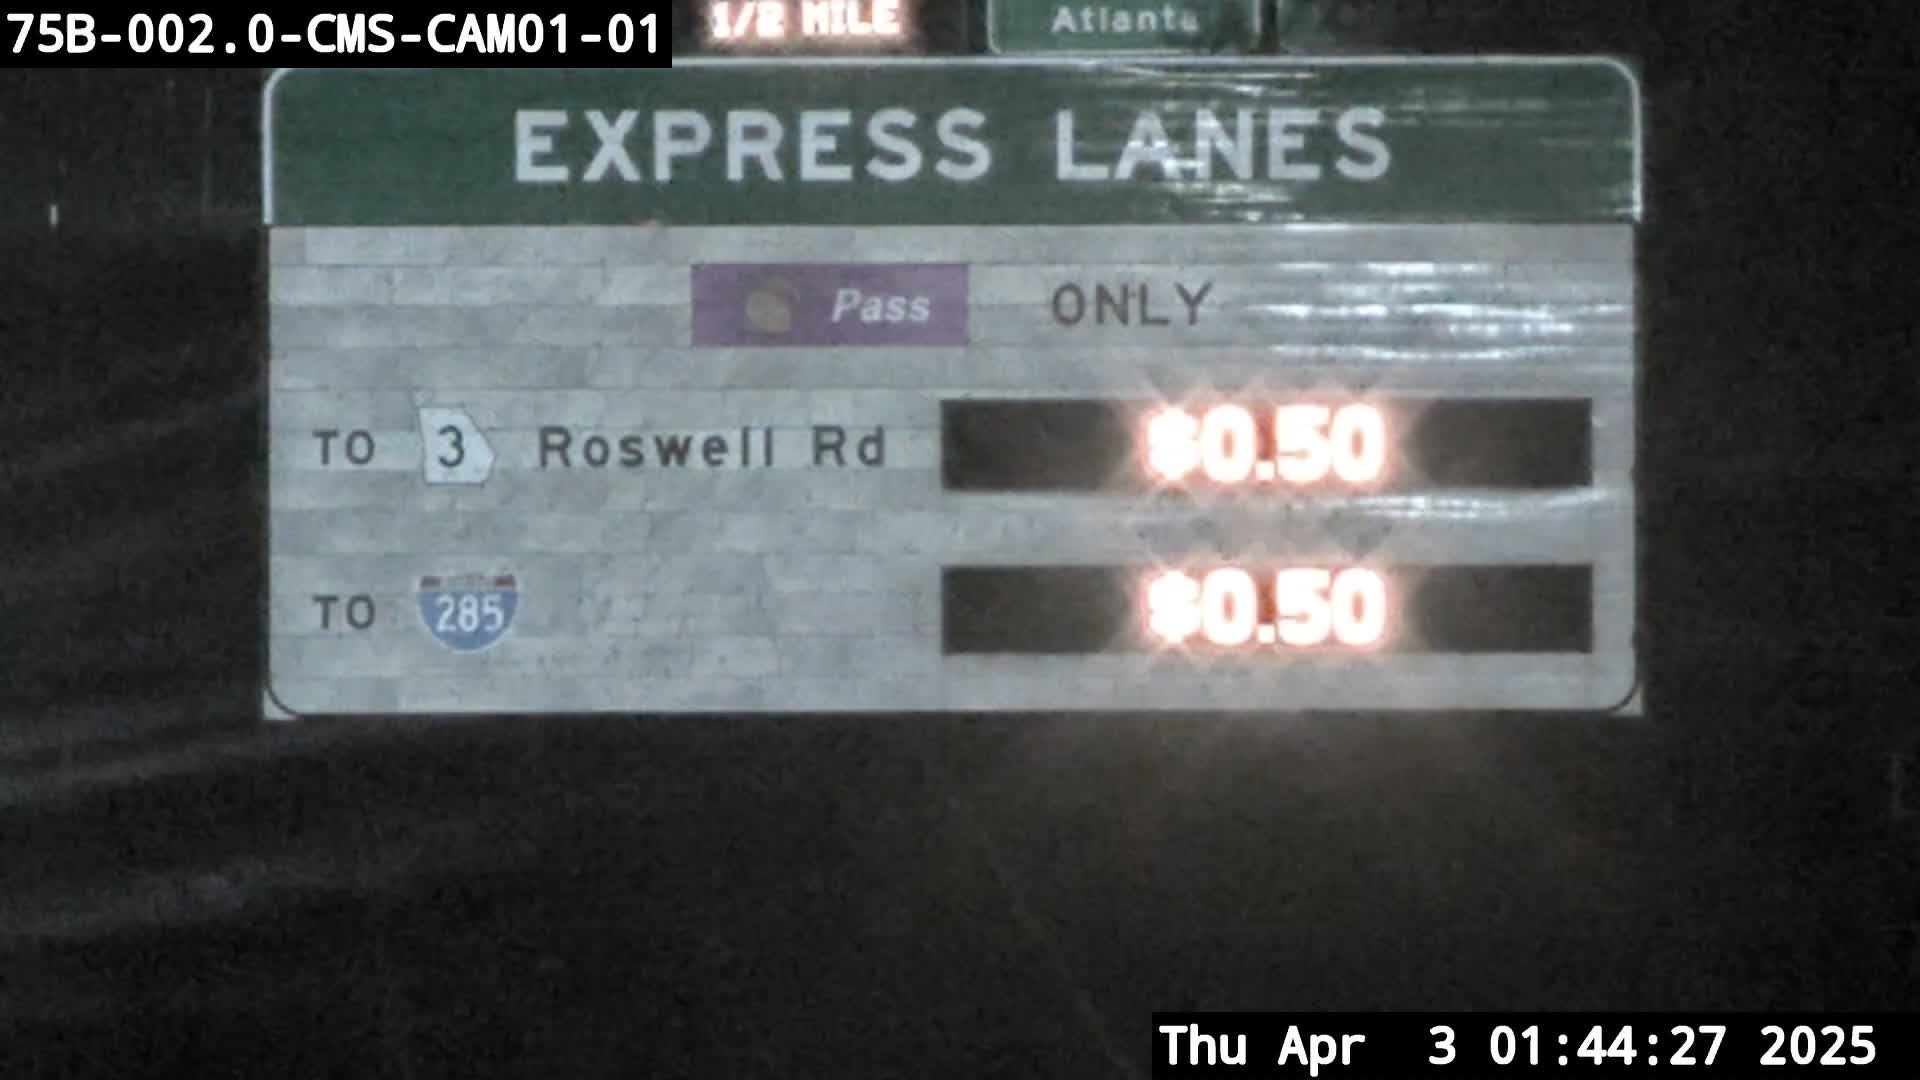 75B-002.0-CMS-CAM01-01
1/2 MILE
Atlanta
EXPRESS LANES
Pass ONLY
TO 3 Roswell Rd $0.50
TO 285 $0.50
Thu Apr 3 01:44:27 2025